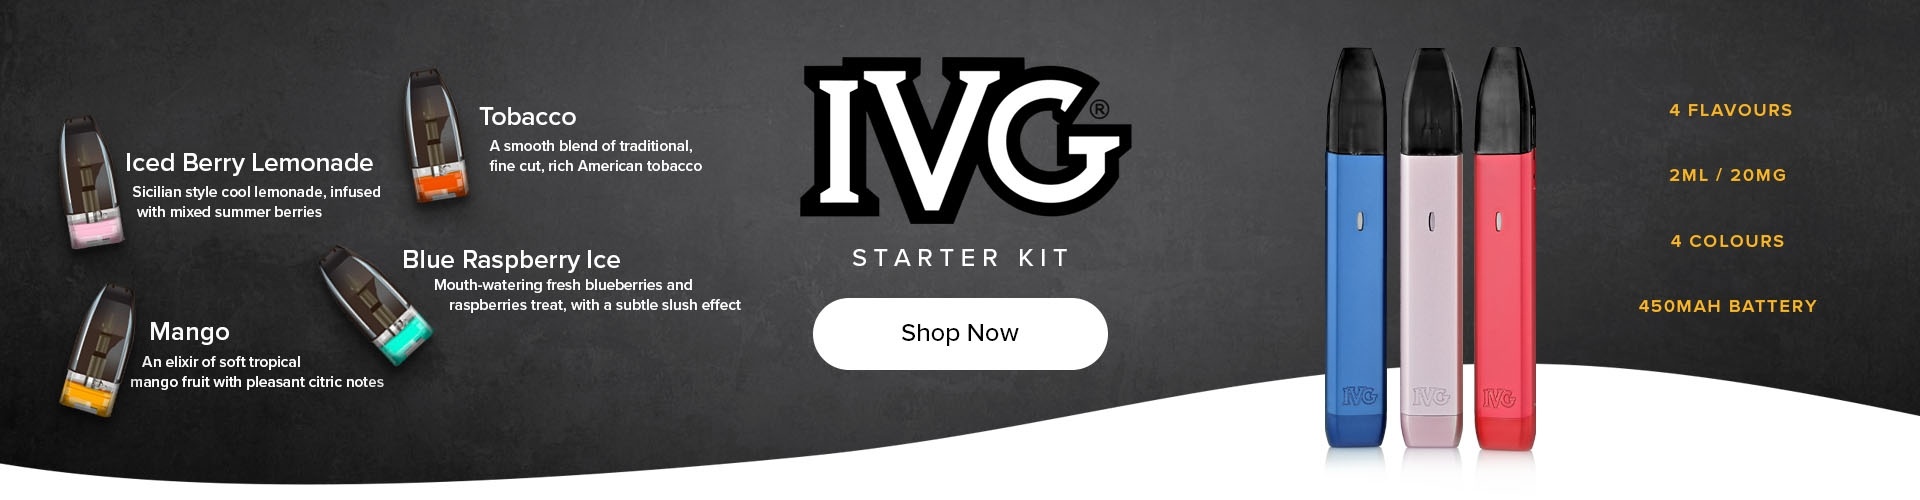 Tobacco
A smooth blend of traditional,
fine cut, rich American tobacco
Iced Berry Lemonade
Sicilian style cool lemonade, infused
with mixed summer berries
Blue Raspberry Ice
Mouth-watering fresh blueberries and
raspberries treat, with a subtle slush effect
Mango
An elixir of soft tropical
mango fruit with pleasant citric notes
IVG®
STARTER KIT
Shop Now
IVG
IVG
IVG
4 FLAVOURS
2ML / 20MG
4 COLOURS
450MAH BATTERY